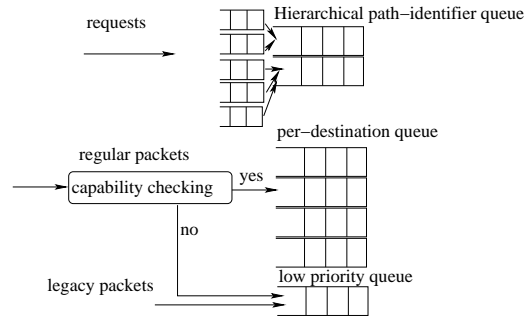 Hierarchical path-identifier queue
requests
per-destination queue
regular packets
capability checking
yes
no
low priority queue
legacy packets